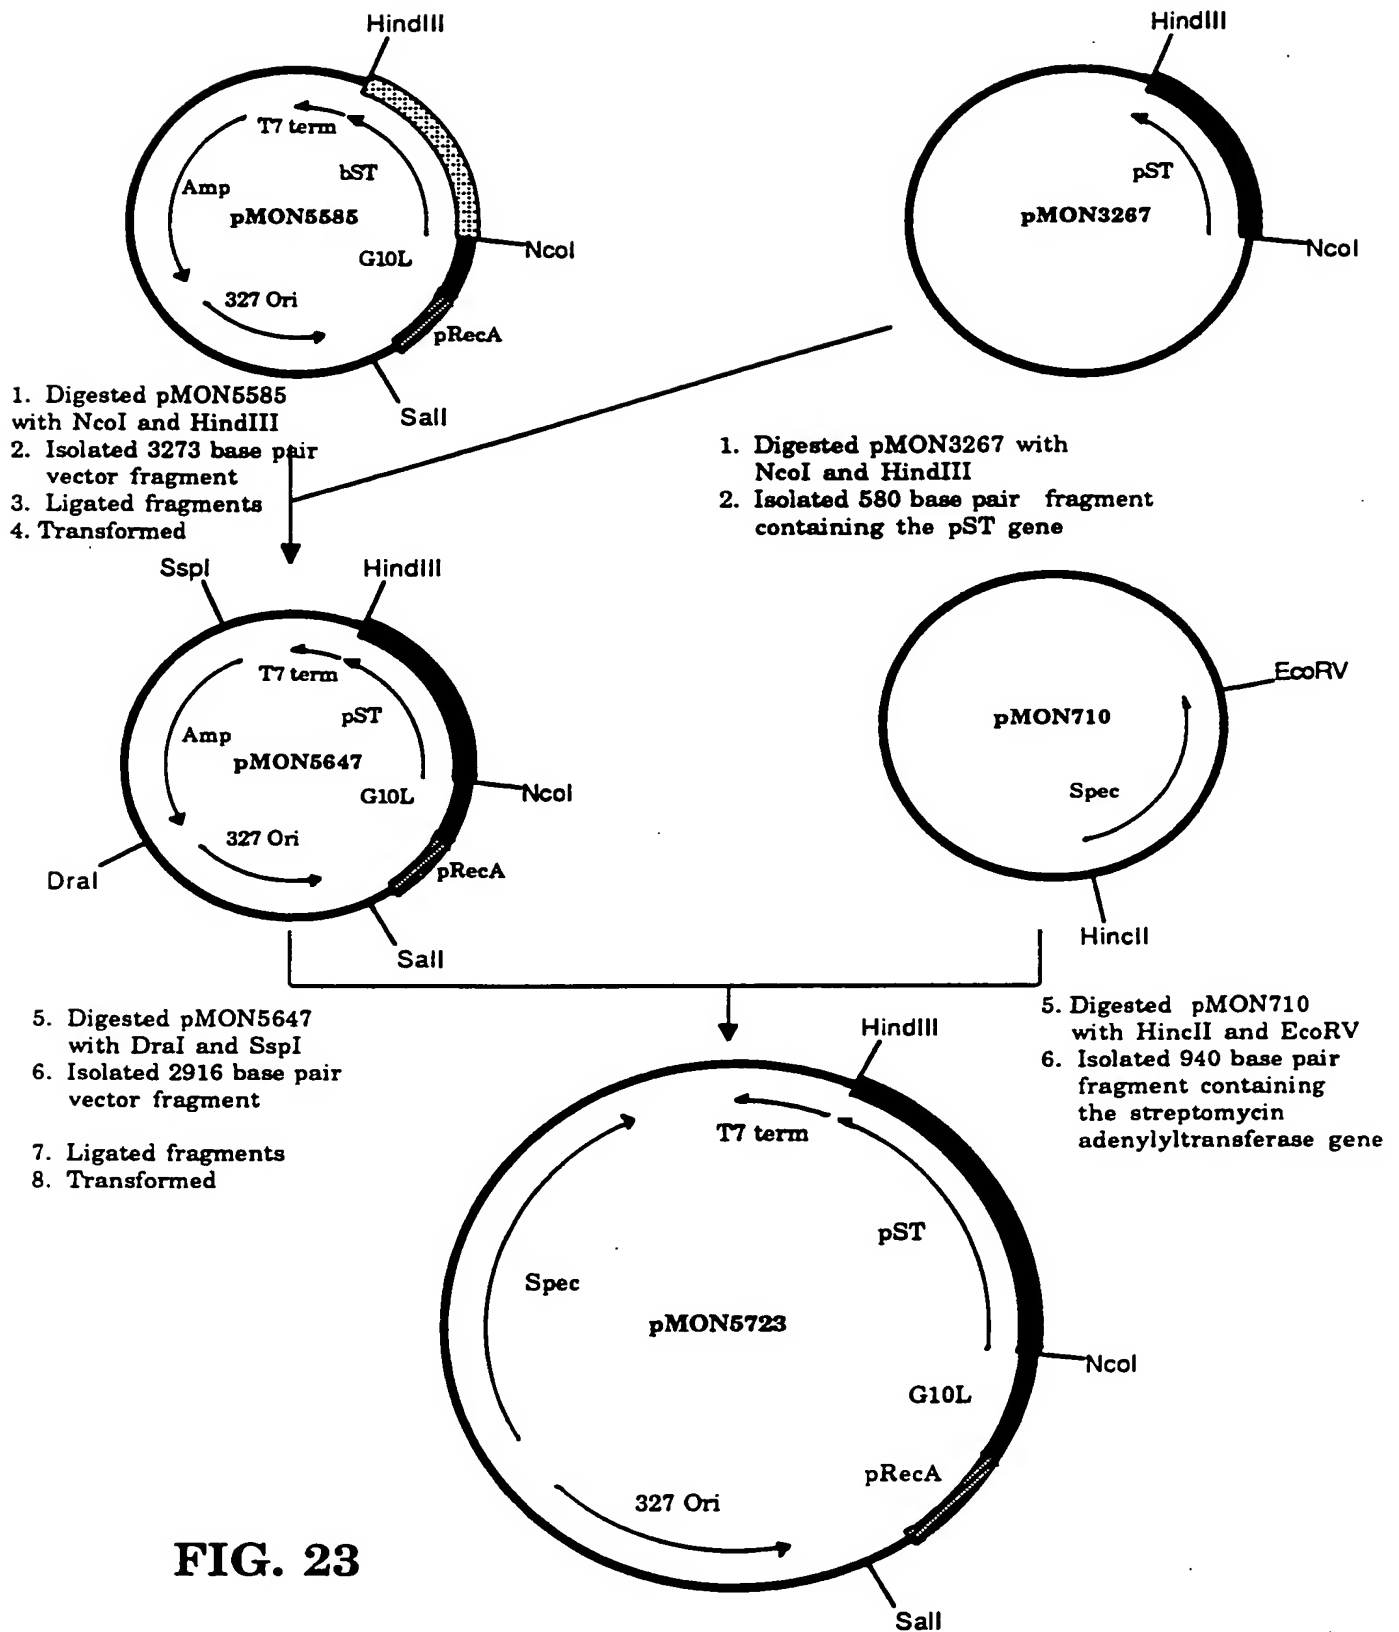 HindIII
T7 term
bST
Amp
pMON5585
G10L
NcoI
327 Ori
pRecA
SalI
HindIII
pST
pMON3267
NcoI
1. Digested pMON5585
with NcoI and HindIII
2. Isolated 3273 base pair
vector fragment
3. Ligated fragments
4. Transformed
1. Digested pMON3267 with
NcoI and HindIII
2. Isolated 580 base pair fragment
containing the pST gene
SspI
HindIII
T7 term
pST
Amp
pMON5647
G10L
NcoI
327 Ori
pRecA
DraI
SalI
EcoRV
pMON710
Spec
HincII
5. Digested pMON5647
with DraI and SspI
6. Isolated 2916 base pair
vector fragment
7. Ligated fragments
8. Transformed
5. Digested pMON710
with HincII and EcoRV
6. Isolated 940 base pair
fragment containing
the streptomycin
adenylyltransferase gene
HindIII
T7 term
pST
Spec
pMON5723
NcoI
G10L
pRecA
327 Ori
SalI
FIG. 23